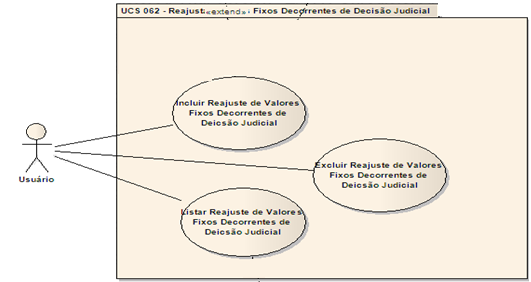 UCS 062 - Reajust «extend» Fixos Decorrentes de Decisão Judicial
Incluir Reajuste de Valores
Fixos Decorrentes de
Deicsão Judicial
Excluir Reajuste de Valores
Fixos Decorrentes de
Deicsão Judicial
Usuário
Listar Reajuste de Valores
Fixos Decorrentes de
Deicsão Judicial